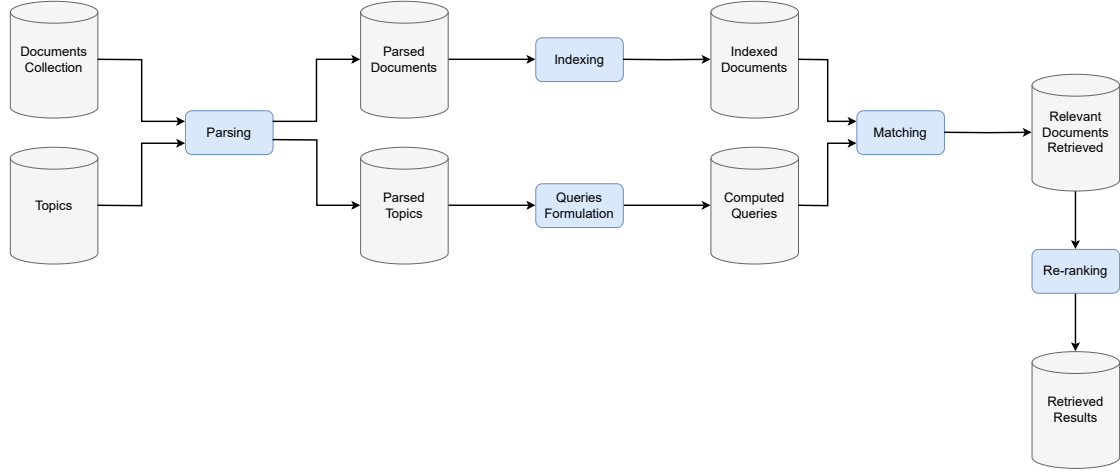 Documents
Collection
Parsed
Documents
Indexing
Indexed
Documents
Parsing
Matching
Relevant
Documents
Retrieved
Topics
Parsed
Topics
Queries
Formulation
Computed
Queries
Re-ranking
Retrieved
Results